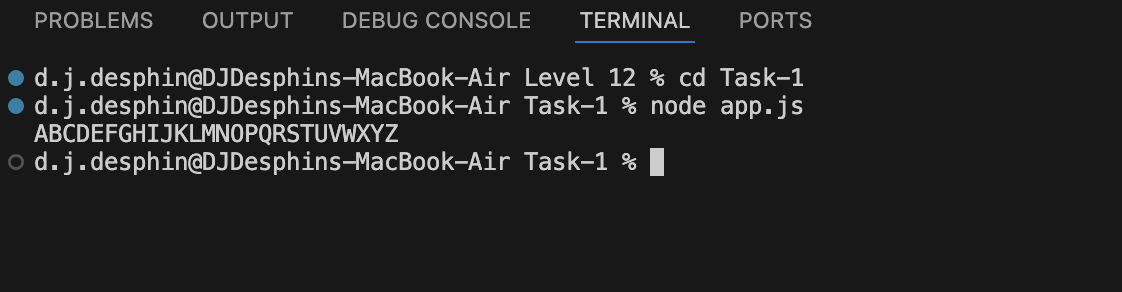 PROBLEMS OUTPUT DEBUG CONSOLE TERMINAL PORTS
d.j.desphin@DJDesphins-MacBook-Air Level 12 % cd Task-1
d.j.desphin@DJDesphins-MacBook-Air Task-1 % node app.js
ABCDEFGHIJKLMNOPQRSTUVWXYZ
d.j.desphin@DJDesphins-MacBook-Air Task-1 %